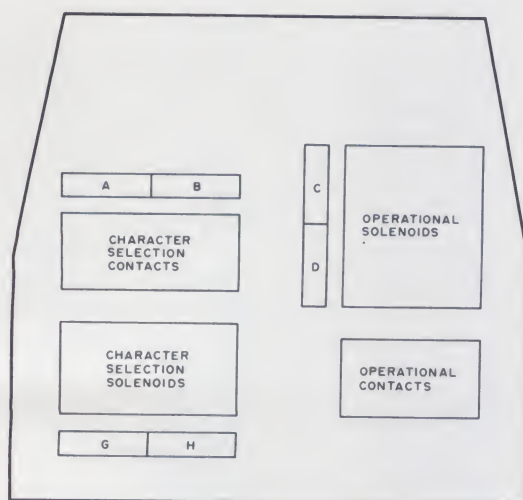 A B
CHARACTER
SELECTION
CONTACTS
C
D
OPERATIONAL
SOLENOIDS
CHARACTER
SELECTION
SOLENOIDS
OPERATIONAL
CONTACTS
G H